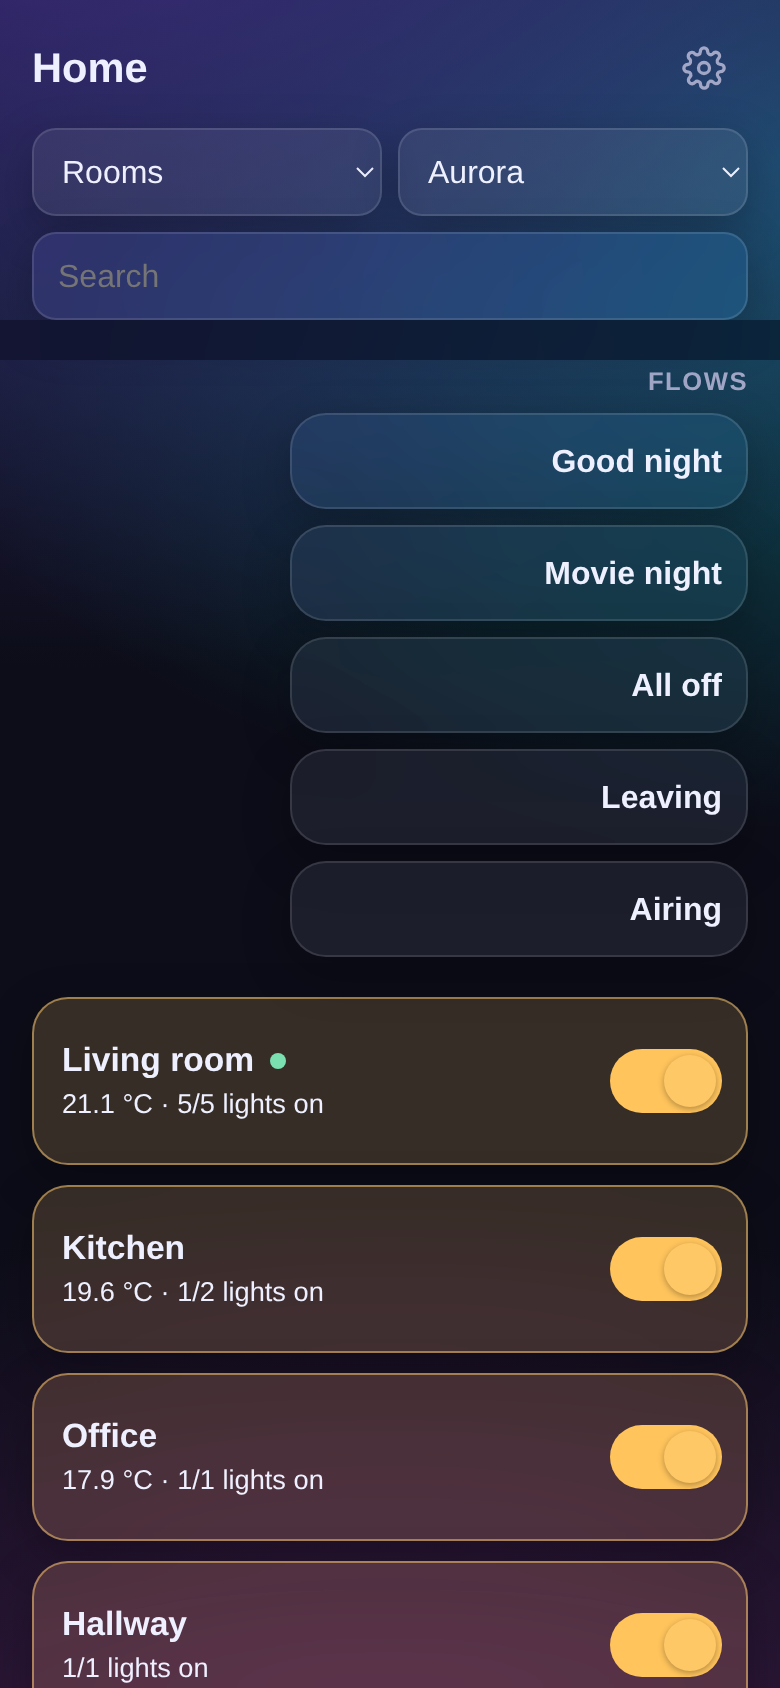 Home
Rooms
Aurora
Search
FLOWS
Good night
Movie night
All off
Leaving
Airing
Living room
21.1 °C · 5/5 lights on
Kitchen
19.6 °C · 1/2 lights on
Office
17.9 °C · 1/1 lights on
Hallway
1/1 lights on